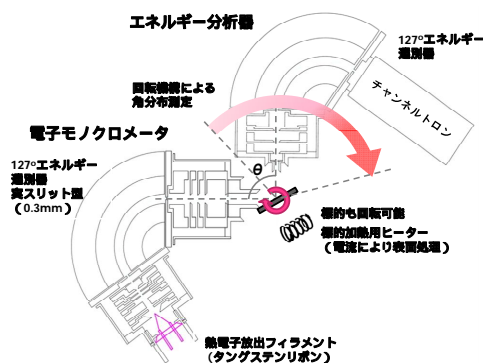 エネルギー分析器
127°エネルギー
選別器
チャンネルトロン
回転機構による
角分布測定
電子モノクロメータ
127°エネルギー
選別器
実スリット型
（0.3mm）
θ
標的も回転可能
標的加熱用ヒーター
（電流により表面処理）
熱電子放出フィラメント
（タングステンリボン）